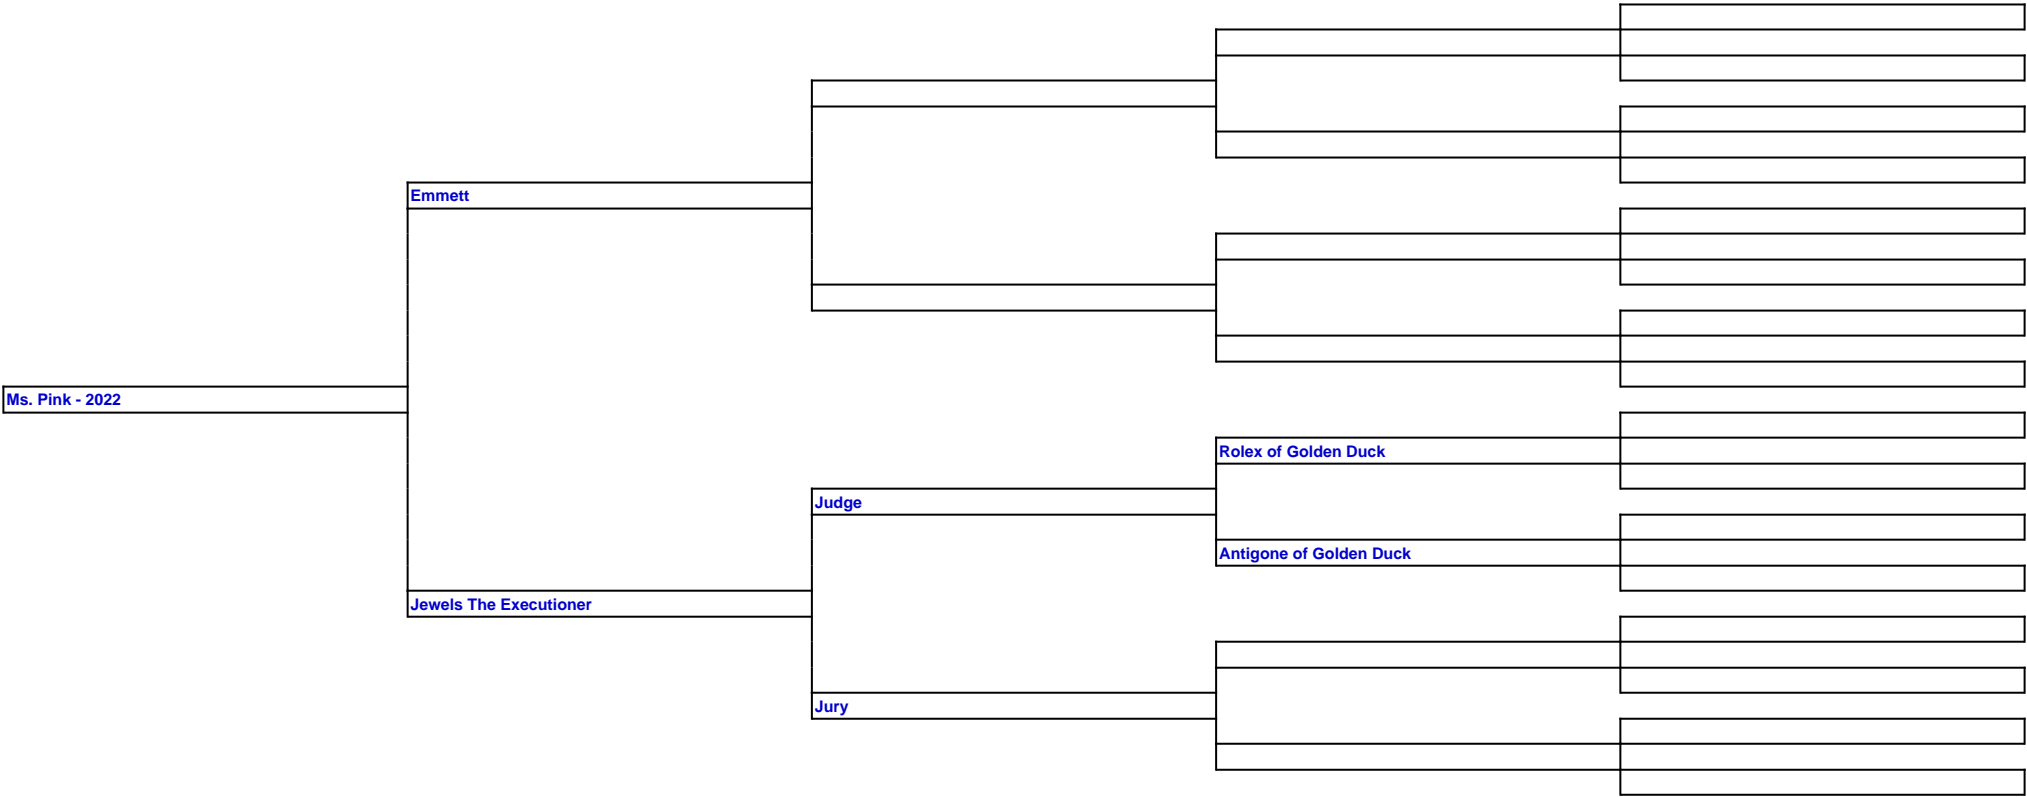 Emmett
Ms. Pink - 2022
Rolex of Golden Duck
Judge
Antigone of Golden Duck
Jewels The Executioner
Jury